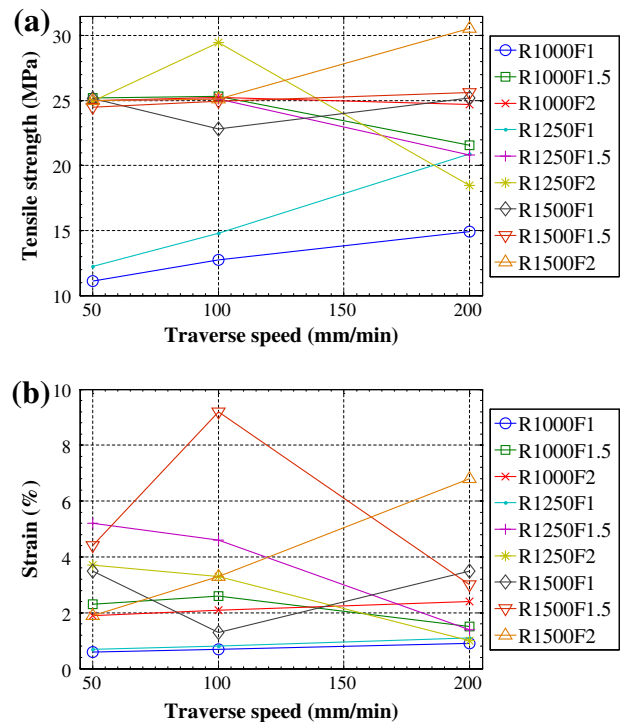 (a)
Tensile strength (MPa)
30
25
20
15
10
50
100
150
200
Traverse speed (mm/min)
R1000F1
R1000F1.5
R1000F2
R1250F1
R1250F1.5
R1250F2
R1500F1
R1500F1.5
R1500F2
(b)
Strain (%)
10
8
6
4
2
0
50
100
150
200
Traverse speed (mm/min)
R1000F1
R1000F1.5
R1000F2
R1250F1
R1250F1.5
R1250F2
R1500F1
R1500F1.5
R1500F2